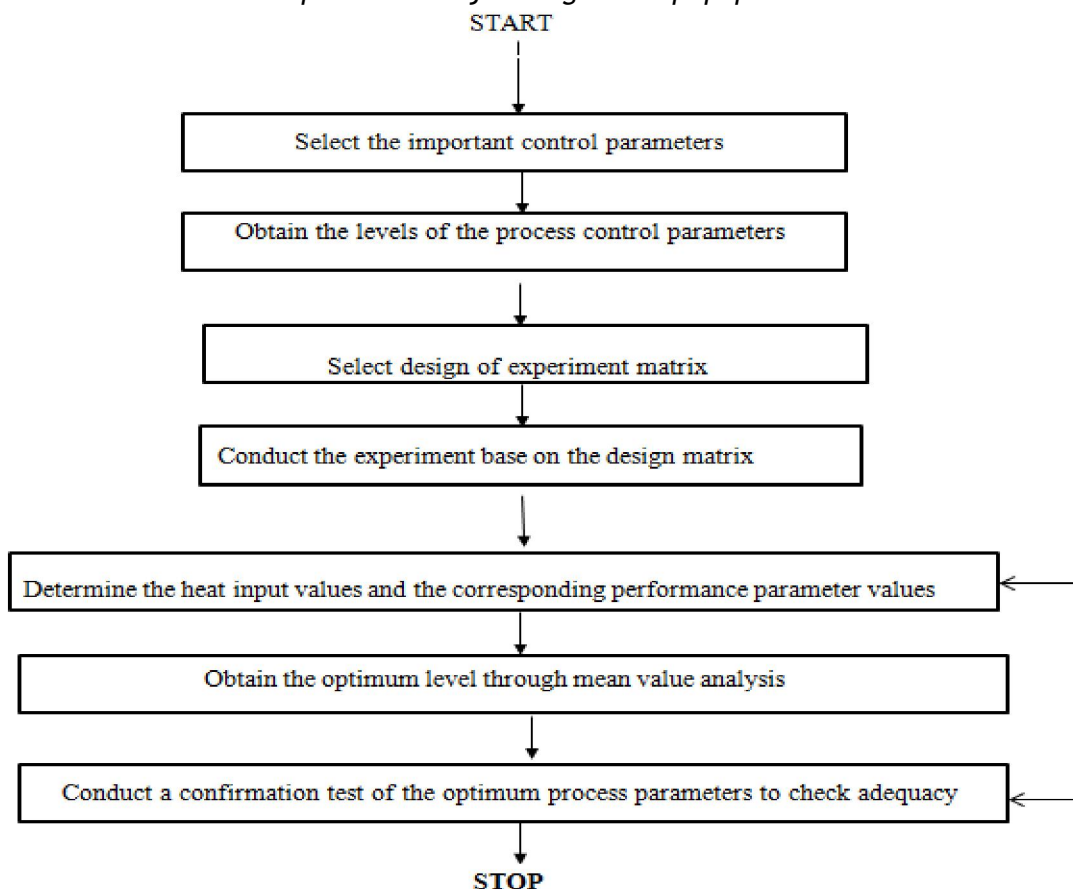 START
Select the important control parameters
Obtain the levels of the process control parameters
Select design of experiment matrix
Conduct the experiment base on the design matrix
Determine the heat input values and the corresponding performance parameter values
Obtain the optimum level through mean value analysis
Conduct a confirmation test of the optimum process parameters to check adequacy
STOP